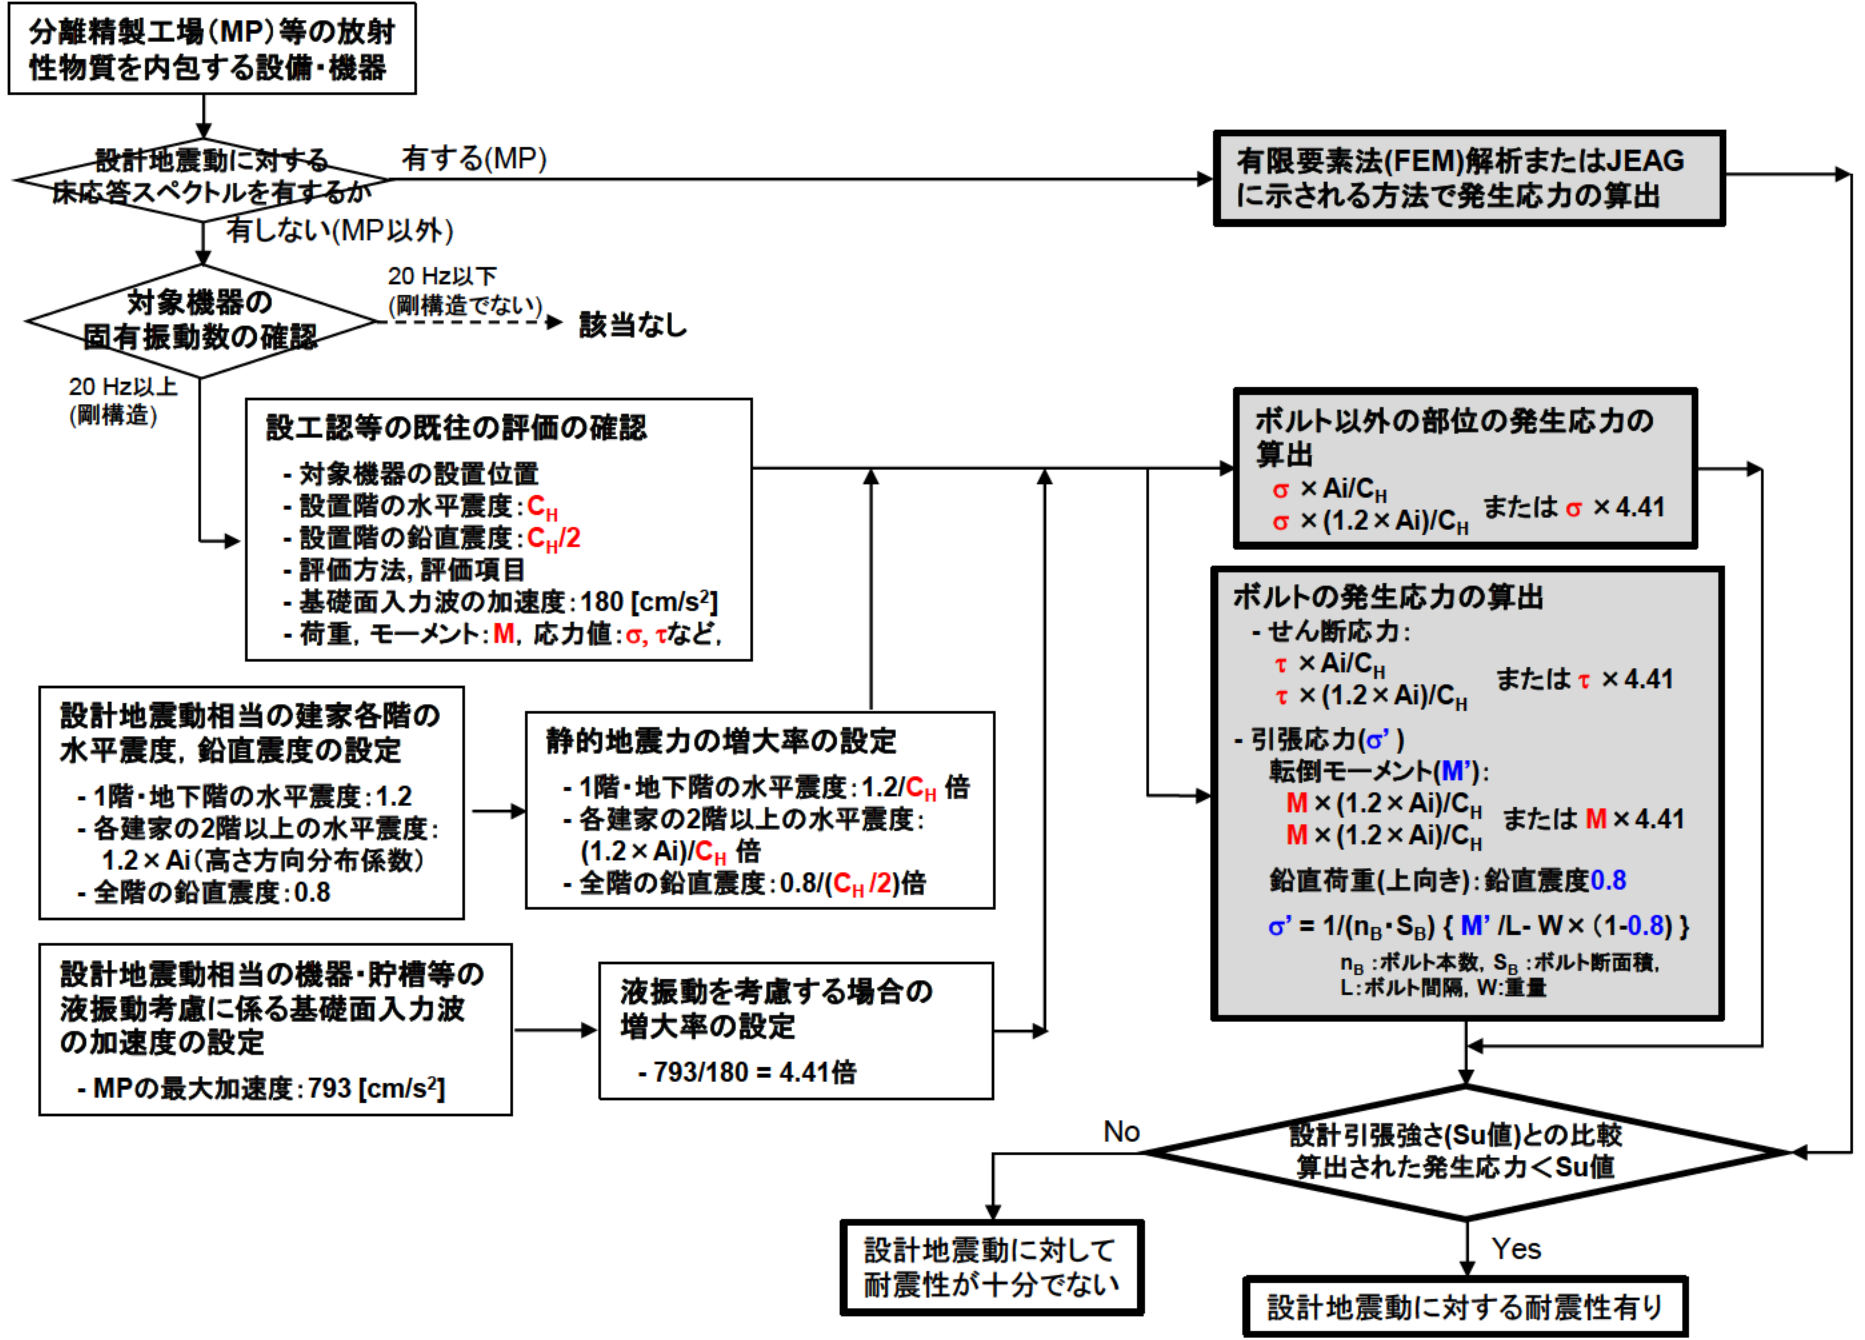 分離精製工場(MP)等の放射
性物質を内包する設備・機器
設計地震動に対する
床応答スペクトルを有するか
有する(MP)
有限要素法(FEM)解析またはJEAG
に示される方法で発生応力の算出
有しない(MP以外)
対象機器の
固有振動数の確認
20 Hz以下
(剛構造でない)
該当なし
20 Hz以上
(剛構造)
設工認等の既往の評価の確認
- 対象機器の設置位置
- 設置階の水平震度:CH
- 設置階の鉛直震度:CH/2
- 評価方法, 評価項目
- 基礎面入力波の加速度:180 [cm/s²]
- 荷重, モーメント:M, 応力値:σ, τなど,
ボルト以外の部位の発生応力の
算出
σ ×Ai/CH
σ ×(1.2×Ai)/CH
または σ ×4.41
ボルトの発生応力の算出
- せん断応力:
τ ×Ai/CH
τ ×(1.2×Ai)/CH
または τ ×4.41
- 引張応力(σ’ )
転倒モーメント(M’):
M ×(1.2×Ai)/CH
M ×(1.2×Ai)/CH
または M×4.41
鉛直荷重(上向き):鉛直震度0.8
σ’ = 1/(nB・SB) { M’ /L- W×(1-0.8) }
nB :ボルト本数, SB :ボルト断面積,
L:ボルト間隔, W:重量
設計地震動相当の建家各階の
水平震度, 鉛直震度の設定
- 1階・地下階の水平震度:1.2
- 各建家の2階以上の水平震度:
1.2×Ai(高さ方向分布係数)
- 全階の鉛直震度:0.8
静的地震力の増大率の設定
- 1階・地下階の水平震度:1.2/CH 倍
- 各建家の2階以上の水平震度:
(1.2×Ai)/CH 倍
- 全階の鉛直震度:0.8/(CH /2)倍
設計地震動相当の機器・貯槽等の
液振動考慮に係る基礎面入力波
の加速度の設定
- MPの最大加速度:793 [cm/s²]
液振動を考慮する場合の
増大率の設定
- 793/180 = 4.41倍
設計引張強さ(Su値)との比較
算出された発生応力<Su値
No
設計地震動に対して
耐震性が十分でない
Yes
設計地震動に対する耐震性有り